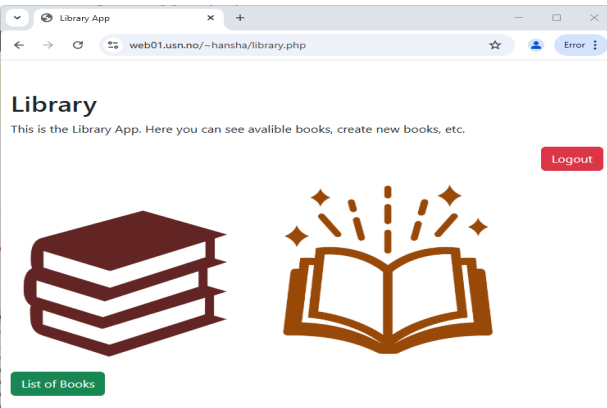 Library App
web01.usn.no/~hansha/library.php
Error
Library
This is the Library App. Here you can see avalible books, create new books, etc.
Logout
List of Books